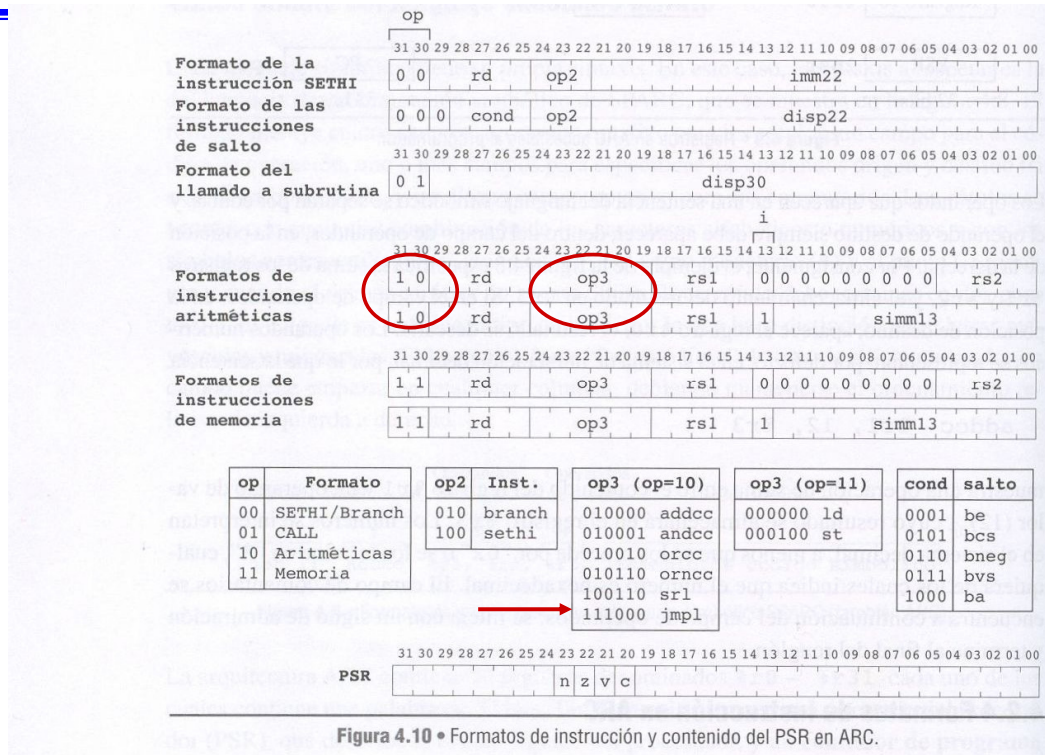 op
31 30 29 28 27 26 25 24 23 22 21 20 19 18 17 16 15 14 13 12 11 10 09 08 07 06 05 04 03 02 01 00
Formato de la
instrucción SETHI
0 0 rd op2 imm22
Formato de las
instrucciones
de salto
0 0 0 cond op2 disp22
31 30 29 28 27 26 25 24 23 22 21 20 19 18 17 16 15 14 13 12 11 10 09 08 07 06 05 04 03 02 01 00
Formato del
llamado a subrutina
0 1 disp30
i
31 30 29 28 27 26 25 24 23 22 21 20 19 18 17 16 15 14 13 12 11 10 09 08 07 06 05 04 03 02 01 00
Formatos de
instrucciones
aritméticas
1 0 rd op3 rs1 0 0 0 0 0 0 0 0 0 rs2
1 0 rd op3 rs1 1 simm13
31 30 29 28 27 26 25 24 23 22 21 20 19 18 17 16 15 14 13 12 11 10 09 08 07 06 05 04 03 02 01 00
Formatos de
instrucciones
de memoria
1 1 rd op3 rs1 0 0 0 0 0 0 0 0 0 rs2
1 1 rd op3 rs1 1 simm13
op Formato
00 SETHI/Branch
01 CALL
10 Aritméticas
11 Memoria
op2 Inst.
010 branch
100 sethi
op3 (op=10)
010000 addcc
010001 andcc
010010 orcc
010110 orncc
100110 srl
111000 jmpl
op3 (op=11)
000000 ld
000100 st
cond salto
0001 be
0101 bcs
0110 bneg
0111 bvs
1000 ba
31 30 29 28 27 26 25 24 23 22 21 20 19 18 17 16 15 14 13 12 11 10 09 08 07 06 05 04 03 02 01 00
PSR n z v c
Figura 4.10 • Formatos de instrucción y contenido del PSR en ARC.